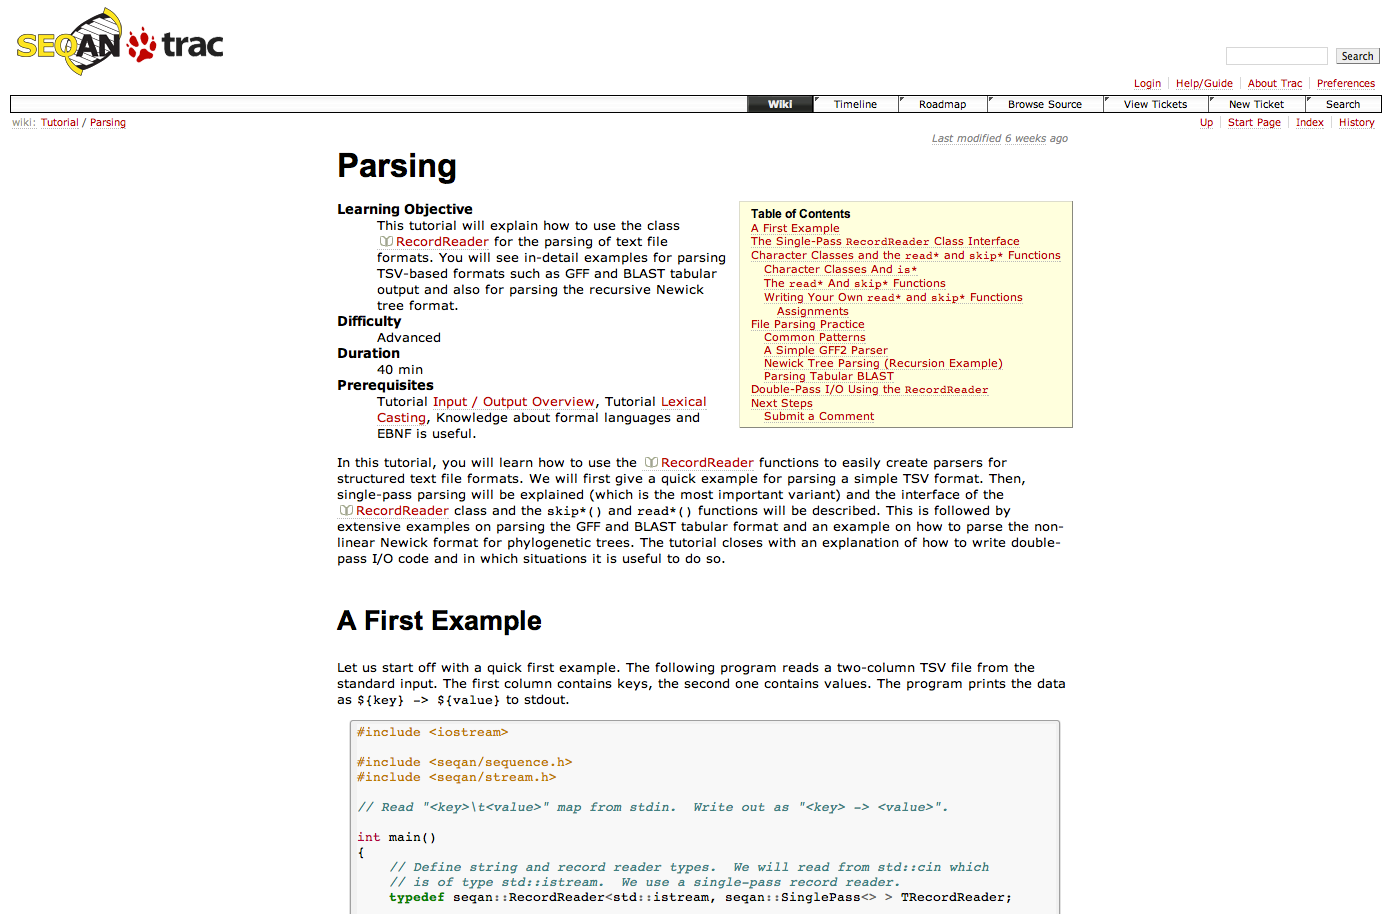 SEQAN trac
Search
Login Help/Guide About Trac Preferences
Wiki Timeline Roadmap Browse Source View Tickets New Ticket Search
wiki: Tutorial / Parsing
Up Start Page Index History
Last modified 6 weeks ago
Parsing
Learning Objective
This tutorial will explain how to use the class
RecordReader for the parsing of text file
formats. You will see in-detail examples for parsing
TSV-based formats such as GFF and BLAST tabular
output and also for parsing the recursive Newick
tree format.
Difficulty
Advanced
Duration
40 min
Prerequisites
Tutorial Input / Output Overview, Tutorial Lexical
Casting, Knowledge about formal languages and
EBNF is useful.
Table of Contents
A First Example
The Single-Pass RecordReader Class Interface
Character Classes and the read* and skip* Functions
Character Classes And is*
The read* And skip* Functions
Writing Your Own read* and skip* Functions
Assignments
File Parsing Practice
Common Patterns
A Simple GFF2 Parser
Newick Tree Parsing (Recursion Example)
Parsing Tabular BLAST
Double-Pass I/O Using the RecordReader
Next Steps
Submit a Comment
In this tutorial, you will learn how to use the RecordReader functions to easily create parsers for
structured text file formats. We will first give a quick example for parsing a simple TSV format. Then,
single-pass parsing will be explained (which is the most important variant) and the interface of the
RecordReader class and the skip*() and read*() functions will be described. This is followed by
extensive examples on parsing the GFF and BLAST tabular format and an example on how to parse the non-
linear Newick format for phylogenetic trees. The tutorial closes with an explanation of how to write double-
pass I/O code and in which situations it is useful to do so.
A First Example
Let us start off with a quick first example. The following program reads a two-column TSV file from the
standard input. The first column contains keys, the second one contains values. The program prints the data
as ${key} -> ${value} to stdout.
#include <iostream>
#include <seqan/sequence.h>
#include <seqan/stream.h>
// Read "<key>\t<value>" map from stdin.  Write out as "<key> -> <value>".
int main()
{
// Define string and record reader types.  We will read from std::cin which
// is of type std::istream.  We use a single-pass record reader.
typedef seqan::RecordReader<std::istream, seqan::SinglePass<> > TRecordReader;